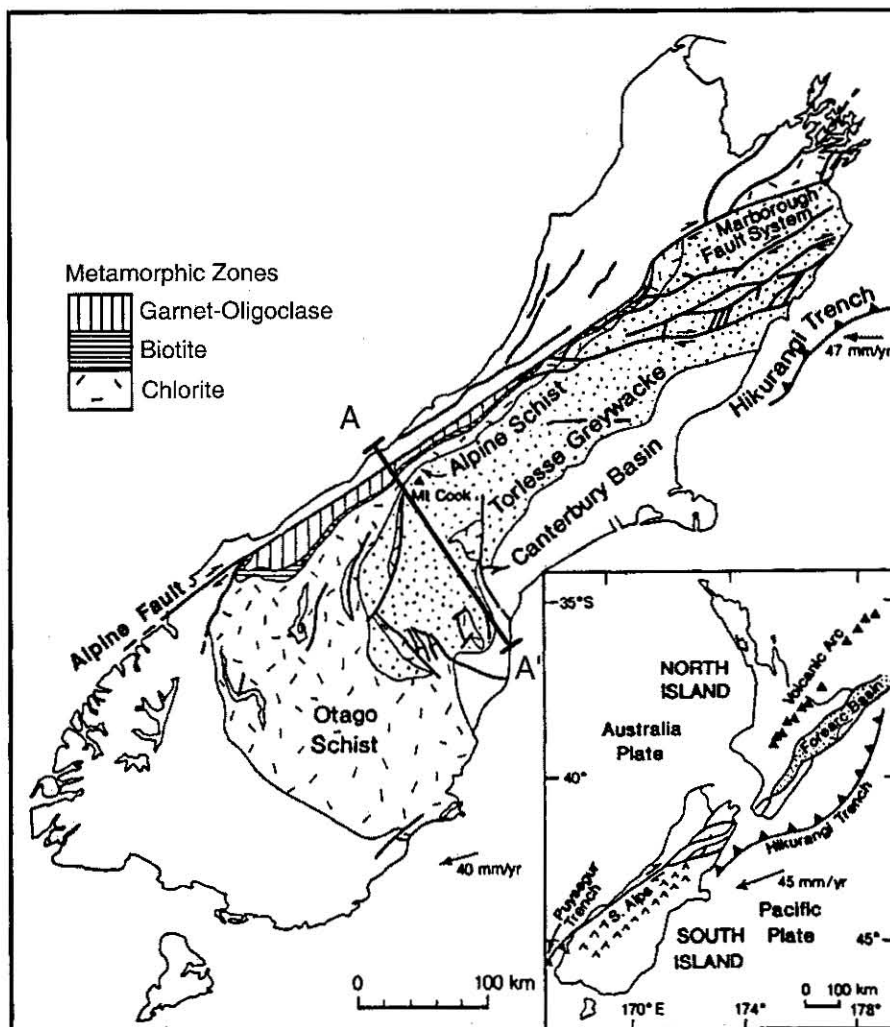 Metamorphic Zones
Garnet-Oligoclase
Biotite
Chlorite
Marborough
Fault System
Hikurangi Trench
47 mm/yr
A
Alpine Schist
Mt Cook
Torlesse Greywacke
Canterbury Basin
Alpine Fault
A'
Otago
Schist
40 mm/yr
0 100 km
35°S
NORTH
ISLAND
Volcanic Arc
Forearc Basin
Australia
Plate
40°
Hikurangi Trench
45 mm/yr
Puysegur
Trench
S. Alps
Pacific
Plate
SOUTH
ISLAND
45°
0 100 km
170° E
174°
178°